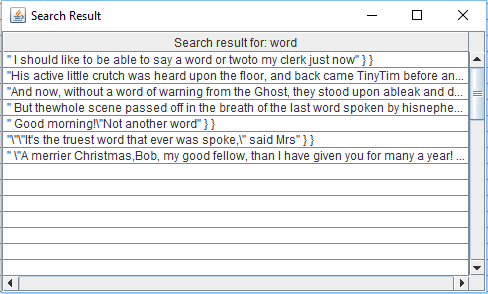 Search Result
Search result for: word
" I should like to be able to say a word or twoto my clerk just now" } }
"His active little crutch was heard upon the floor, and back came TinyTim before an...
"And now, without a word of warning from the Ghost, they stood upon ableak and d...
" But thewhole scene passed off in the breath of the last word spoken by hisnephe...
" Good morning!\"Not another word" } }
"\"\"It's the truest word that ever was spoke,\" said Mrs" } }
" \"A merrier Christmas,Bob, my good fellow, than I have given you for many a year! ...